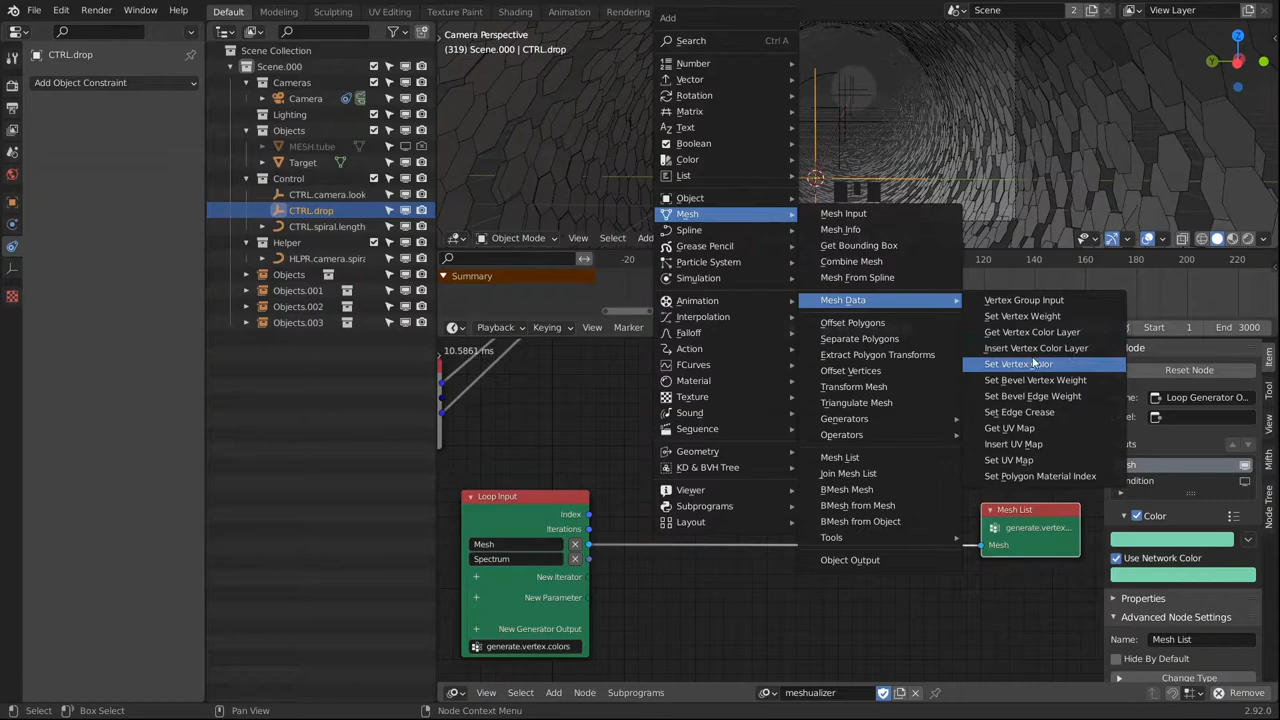 File Edit Render Window Help
Default Modeling Sculpting UV Editing Texture Paint Shading Animation
Scene 2 View Layer
CTRL.drop
Add Object Constraint
Scene Collection
Scene.000
Cameras
Camera
Lighting
Objects
MESH.tube
Target
Control
CTRL.camera.look
CTRL.drop
CTRL.spiral.length
Helper
HLPR.camera.spira
Objects
Objects.001
Objects.002
Objects.003
Camera Perspective
(319) Scene.000 | CTRL.drop
Object Mode View Select Add
Summary
-20 120 140 160 180 200 220
Playback Keying View Marker
Start 1 End 3000
10.5861 ms
Add
Search Ctrl A
Number
Vector
Rotation
Matrix
Text
Boolean
Color
List
Object
Mesh
Spline
Grease Pencil
Particle System
Simulation
Animation
Interpolation
Falloff
Action
FCurves
Material
Texture
Sound
Sequence
Geometry
KD & BVH Tree
Viewer
Subprograms
Layout
Mesh Input
Mesh Info
Get Bounding Box
Combine Mesh
Mesh From Spline
Mesh Data
Offset Polygons
Separate Polygons
Extract Polygon Transforms
Offset Vertices
Transform Mesh
Triangulate Mesh
Generators
Operators
Mesh List
Join Mesh List
BMesh Mesh
BMesh from Mesh
BMesh from Object
Tools
Object Output
Vertex Group Input
Set Vertex Weight
Get Vertex Color Layer
Insert Vertex Color Layer
Set Vertex Color
Set Bevel Vertex Weight
Set Bevel Edge Weight
Set Edge Crease
Get UV Map
Insert UV Map
Set UV Map
Set Polygon Material Index
Loop Input
Index
Iterations
Mesh
Spectrum
New Iterator
New Parameter
New Generator Output
generate.vertex.colors
Mesh List
generate.vertex...
Mesh
Reset Node
Loop Generator O...
Color
Use Network Color
Properties
Advanced Node Settings
Name: Mesh List
Hide By Default
Change Type
Item
Node
View
Node Tree
View Select Add Node Subprograms
meshualizer
Remove
Select Box Select Pan View Node Context Menu 2.92.0